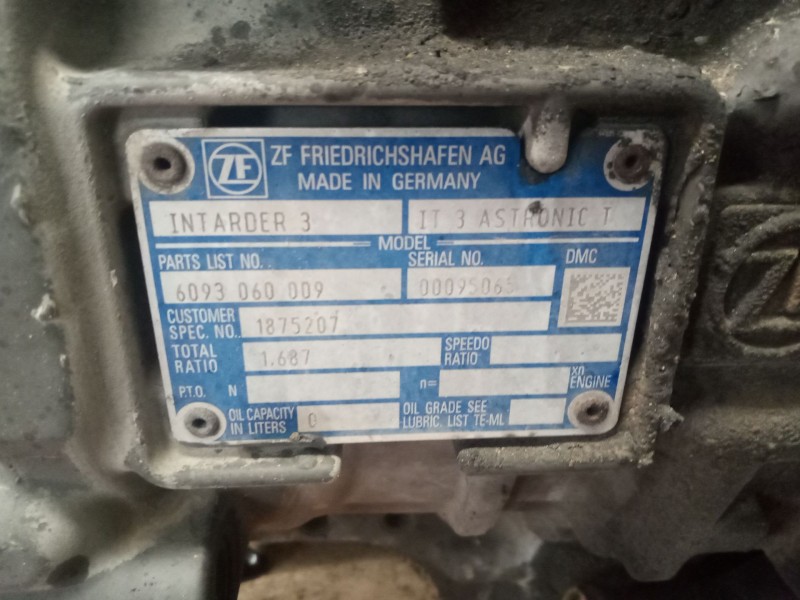 ZF ZF FRIEDRICHSHAFEN AG
MADE IN GERMANY
INTARDER 3 IT 3 ASTRONIC T
MODEL
PARTS LIST NO. SERIAL NO. DMC
6093 060 009 00095065
CUSTOMER SPEC. NO. 1875207
TOTAL RATIO 1.687 SPEEDO RATIO
P.T.O. N n= xn ENGINE
OIL CAPACITY IN LITERS 0 OIL GRADE SEE LUBRIC. LIST TE-ML
ZF